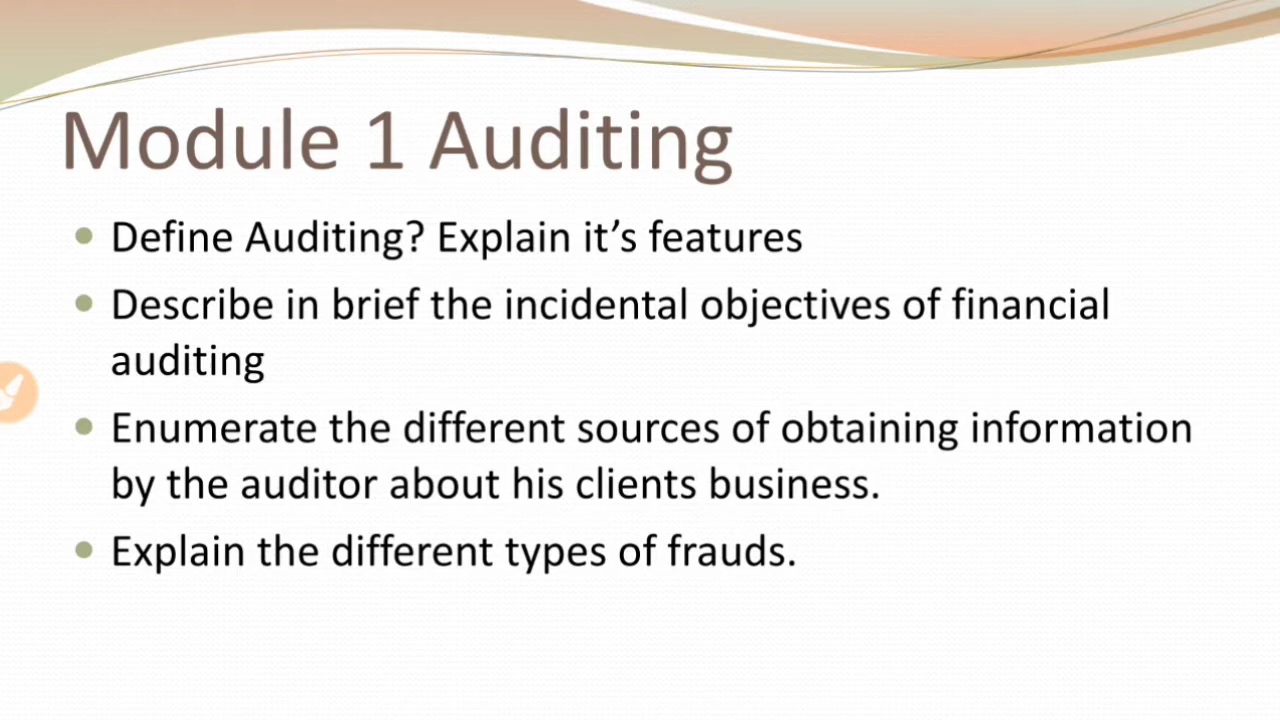 Module 1 Auditing
• Define Auditing? Explain it’s features
• Describe in brief the incidental objectives of financial
auditing
• Enumerate the different sources of obtaining information
by the auditor about his clients business.
• Explain the different types of frauds.